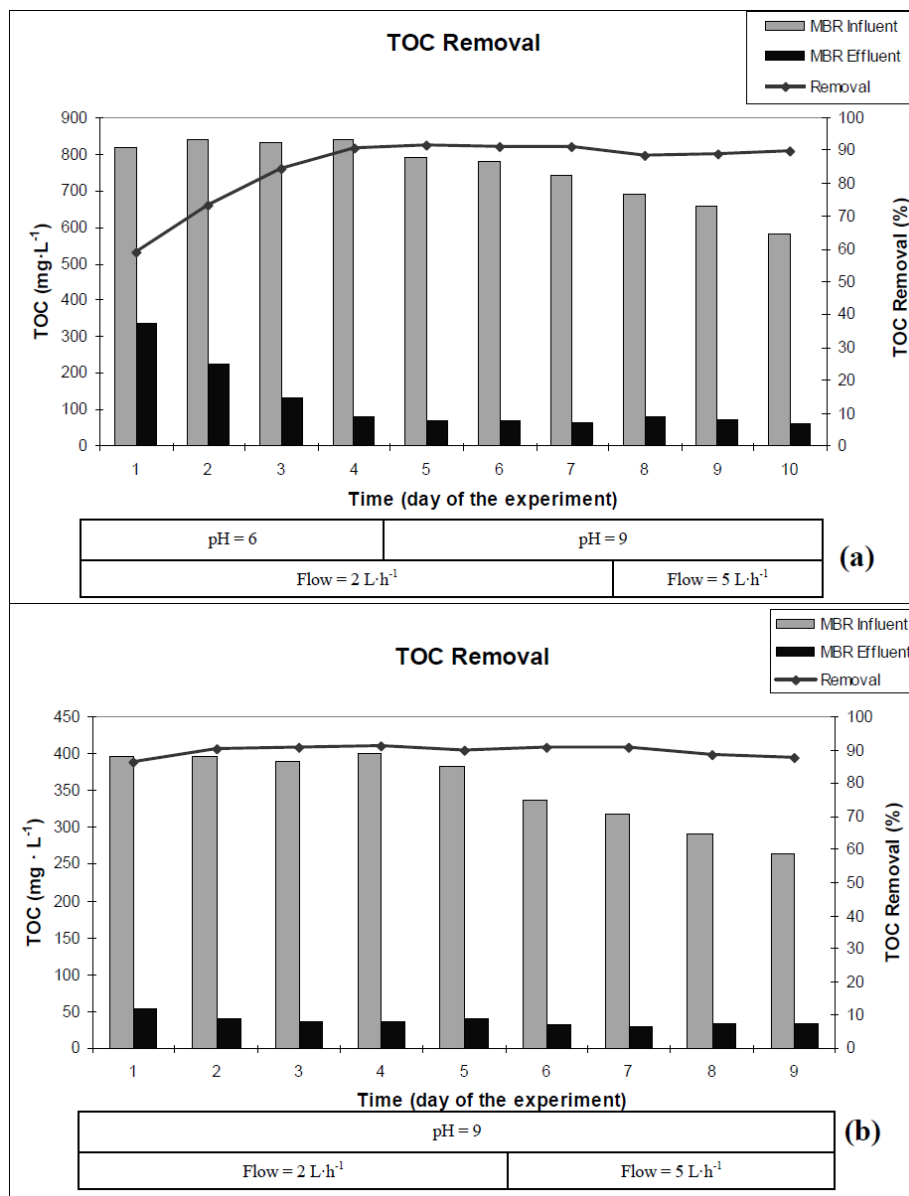 MBR Influent
MBR Effluent
Removal
TOC Removal
TOC (mg·L⁻¹)
900
800
700
600
500
400
300
200
100
0
100
90
80
70
60
50
40
30
20
10
0
TOC Removal (%)
1 2 3 4 5 6 7 8 9 10
Time (day of the experiment)
pH = 6 pH = 9
Flow = 2 L·h⁻¹ Flow = 5 L·h⁻¹
(a)
MBR Influent
MBR Effluent
Removal
TOC Removal
TOC (mg · L⁻¹)
450
400
350
300
250
200
150
100
50
0
100
90
80
70
60
50
40
30
20
10
0
TOC Removal (%)
1 2 3 4 5 6 7 8 9
Time (day of the experiment)
pH = 9
Flow = 2 L·h⁻¹ Flow = 5 L·h⁻¹
(b)